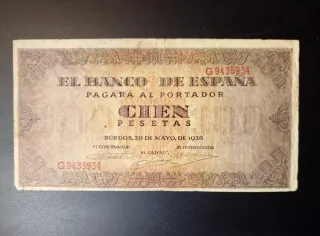 G9435934
EL BANCO DE ESPAÑA
PAGARA AL PORTADOR
CIEN
PESETAS
BURGOS, 20 DE MAYO, DE 1938
EL GOBERNADOR
EL CAJERO
EL INTERVENTOR
G9435934